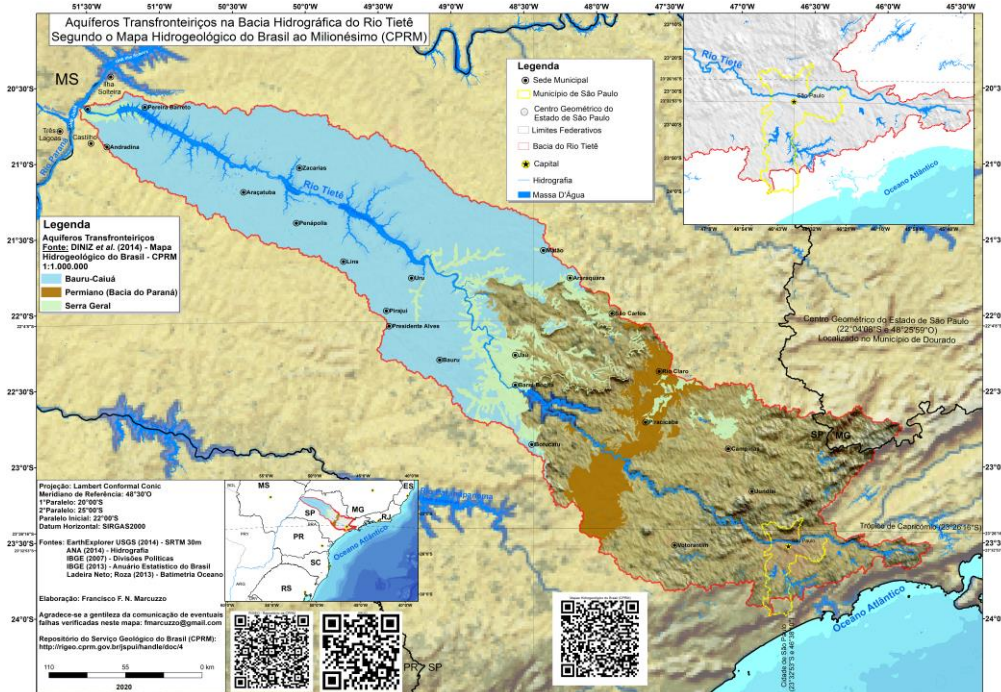 Aquíferos Transfronteiriços na Bacia Hidrográfica do Rio Tietê
Segundo o Mapa Hidrogeológico do Brasil ao Milionésimo (CPRM)
51°30'O
51°0'O
50°30'O
50°0'O
49°30'O
49°0'O
48°30'O
48°0'O
47°30'O
47°0'O
46°30'O
46°0'O
45°30'O
20°30'S
21°0'S
21°30'S
22°0'S
22°30'S
23°0'S
23°30'S
24°0'S
MS
Ilha
Solteira
Pereira Barreto
Três
Lagoas
Castilho
Andradina
Rio Paraná
Zacarias
Araçatuba
Rio Tietê
Penápolis
Lins
Uru
Matão
Araraquara
Pirajuí
Presidente Alves
São Carlos
Bauru
Jaú
Barra Bonita
Rio Claro
Piracicaba
Botucatu
Campinas
Jundiaí
Votorantim
São Paulo
SP
MG
Legenda
Sede Municipal
Município de São Paulo
Centro Geométrico do
Estado de São Paulo
Limites Federativos
Bacia do Rio Tietê
Capital
Hidrografia
Massa D'Água
Rio Tietê
São Paulo
Oceano Atlântico
Legenda
Aquíferos Transfronteiriços
Fonte: DINIZ et al. (2014) - Mapa
Hidrogeológico do Brasil - CPRM
1:1.000.000
Bauru-Caiuá
Permiano (Bacia do Paraná)
Serra Geral
Centro Geométrico do Estado de São Paulo
(22°04'08"S e 48°25'59"O)
Localizado no Município de Dourado
Trópico de Capricórnio (23°26'16"S)
Oceano Atlântico
Cidade de São Paulo
PR
SP
Projeção: Lambert Conformal Conic
Meridiano de Referência: 48°30'O
1°Paralelo: 20°00'S
2°Paralelo: 25°00'S
Paralelo Inicial: 22°00'S
Datum Horizontal: SIRGAS2000
Fontes: EarthExplorer USGS (2014) - SRTM 30m
ANA (2014) - Hidrografia
IBGE (2007) - Divisões Políticas
IBGE (2013) - Anuário Estatístico do Brasil
Ladeira Neto; Roza (2013) - Batimetria Oceano
Elaboração: Francisco F. N. Marcuzzo
Agradece-se a gentileza da comunicação de eventuais
falhas verificadas neste mapa: fmarcuzzo@gmail.com
Repositório do Serviço Geológico do Brasil (CPRM):
http://rigeo.cprm.gov.br/jspui/handle/doc/4
110
55
0 km
2020
MS
ES
MG
SP
RJ
PR
SC
RS
Oceano Atlântico